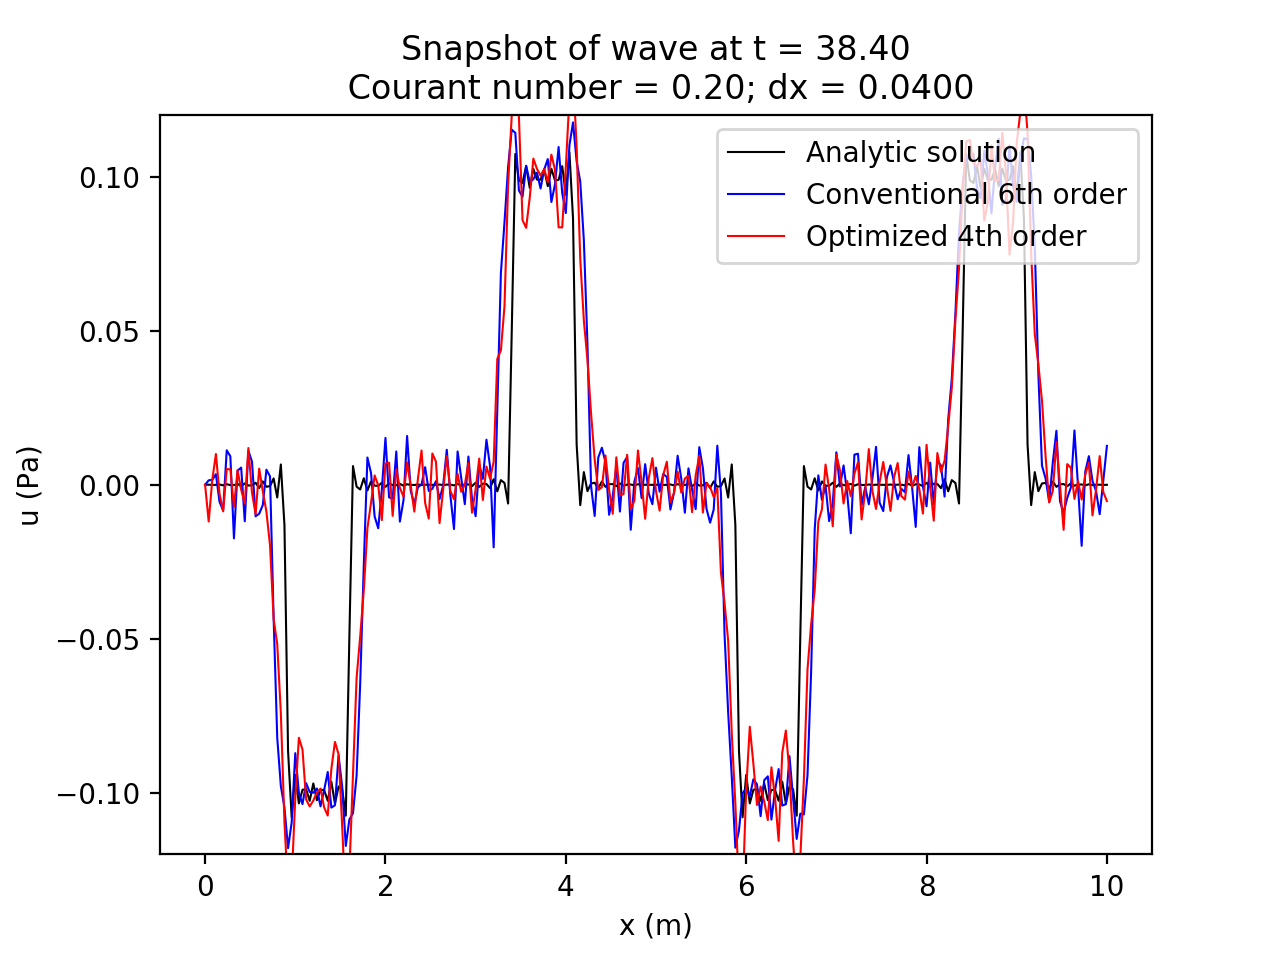 Snapshot of wave at t = 38.40
Courant number = 0.20; dx = 0.0400
Analytic solution
Conventional 6th order
Optimized 4th order
0.10
0.05
0.00
−0.05
−0.10
u (Pa)
0 2 4 6 8 10
x (m)